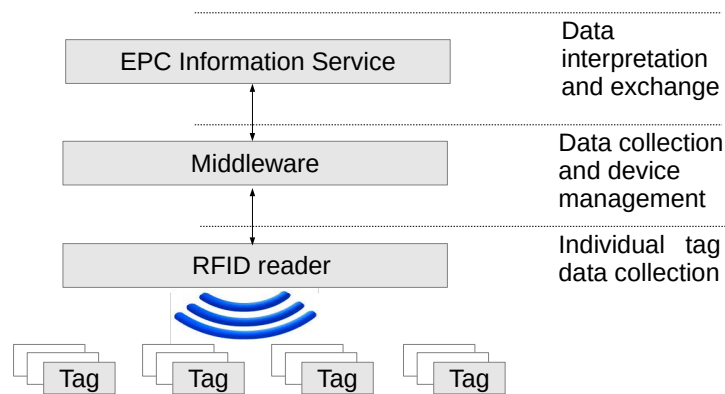 Data
interpretation
and exchange
EPC Information Service
Data collection
and device
management
Middleware
Individual tag
data collection
RFID reader
Tag Tag Tag Tag